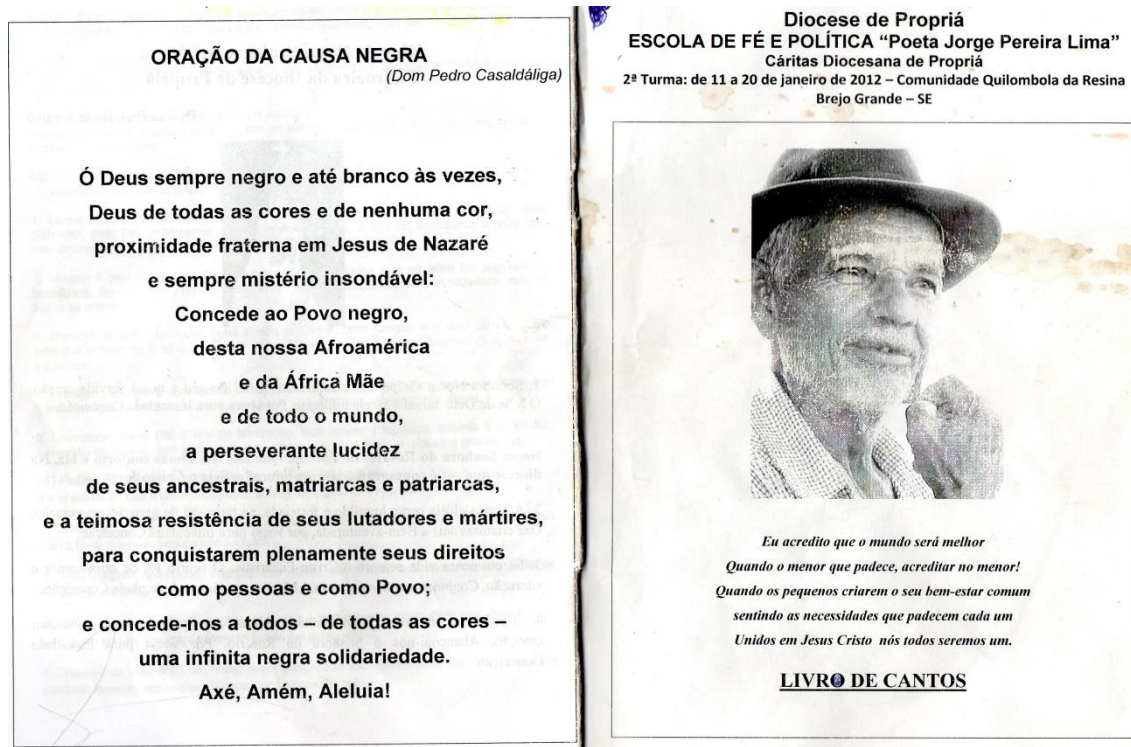 ORAÇÃO DA CAUSA NEGRA
(Dom Pedro Casaldáliga)
Ó Deus sempre negro e até branco às vezes,
Deus de todas as cores e de nenhuma cor,
proximidade fraterna em Jesus de Nazaré
e sempre mistério insondável:
Concede ao Povo negro,
desta nossa Afroamérica
e da África Mãe
e de todo o mundo,
a perseverante lucidez
de seus ancestrais, matriarcas e patriarcas,
e a teimosa resistência de seus lutadores e mártires,
para conquistarem plenamente seus direitos
como pessoas e como Povo;
e concede-nos a todos – de todas as cores –
uma infinita negra solidariedade.
Axé, Amém, Aleluia!
Diocese de Propriá
ESCOLA DE FÉ E POLÍTICA “Poeta Jorge Pereira Lima”
Cáritas Diocesana de Propriá
2ª Turma: de 11 a 20 de janeiro de 2012 – Comunidade Quilombola da Resina
Brejo Grande – SE
Eu acredito que o mundo será melhor
Quando o menor que padece, acreditar no menor!
Quando os pequenos criarem o seu bem-estar comum
sentindo as necessidades que padecem cada um
Unidos em Jesus Cristo nós todos seremos um.
LIVRO DE CANTOS